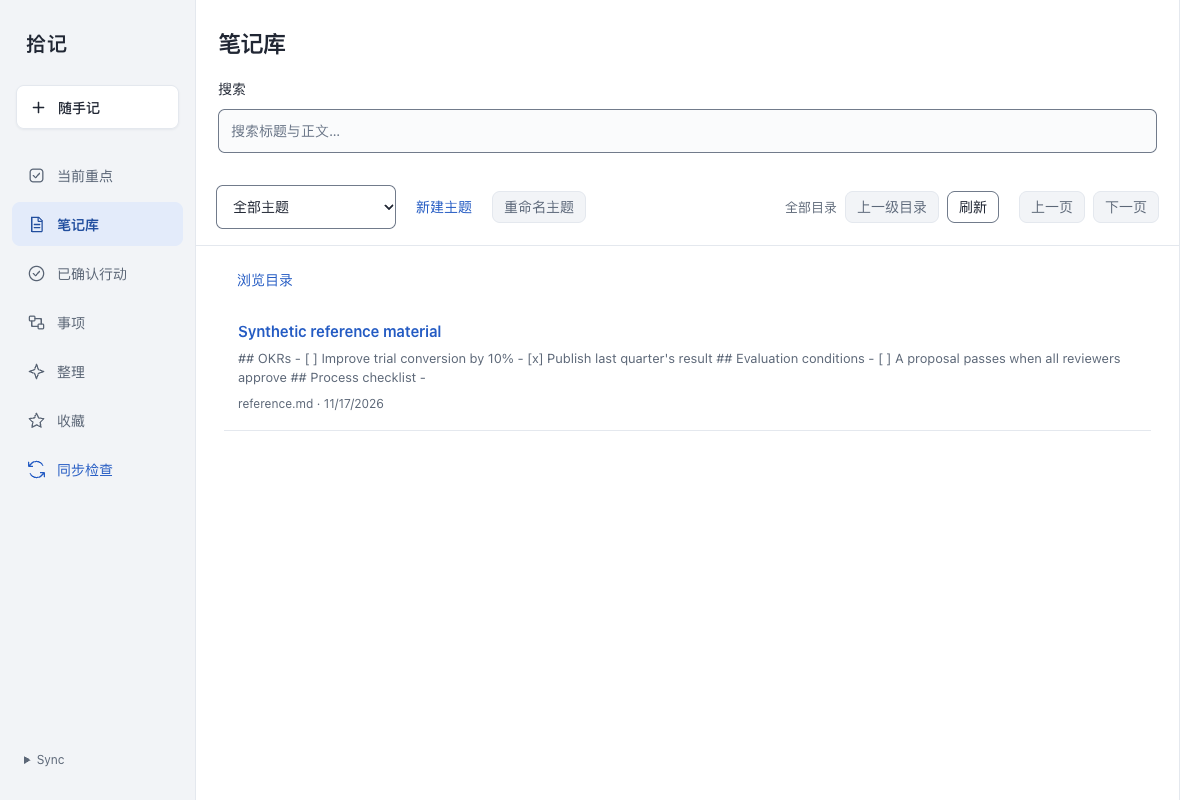 拾记
随手记
当前重点
笔记库
已确认行动
事项
整理
收藏
同步检查
Sync
笔记库
搜索
搜索标题与正文...
全部主题
新建主题
重命名主题
全部目录
上一级目录
刷新
上一页
下一页
浏览目录
Synthetic reference material
## OKRs - [ ] Improve trial conversion by 10% - [x] Publish last quarter's result ## Evaluation conditions - [ ] A proposal passes when all reviewers
approve ## Process checklist -
reference.md · 11/17/2026